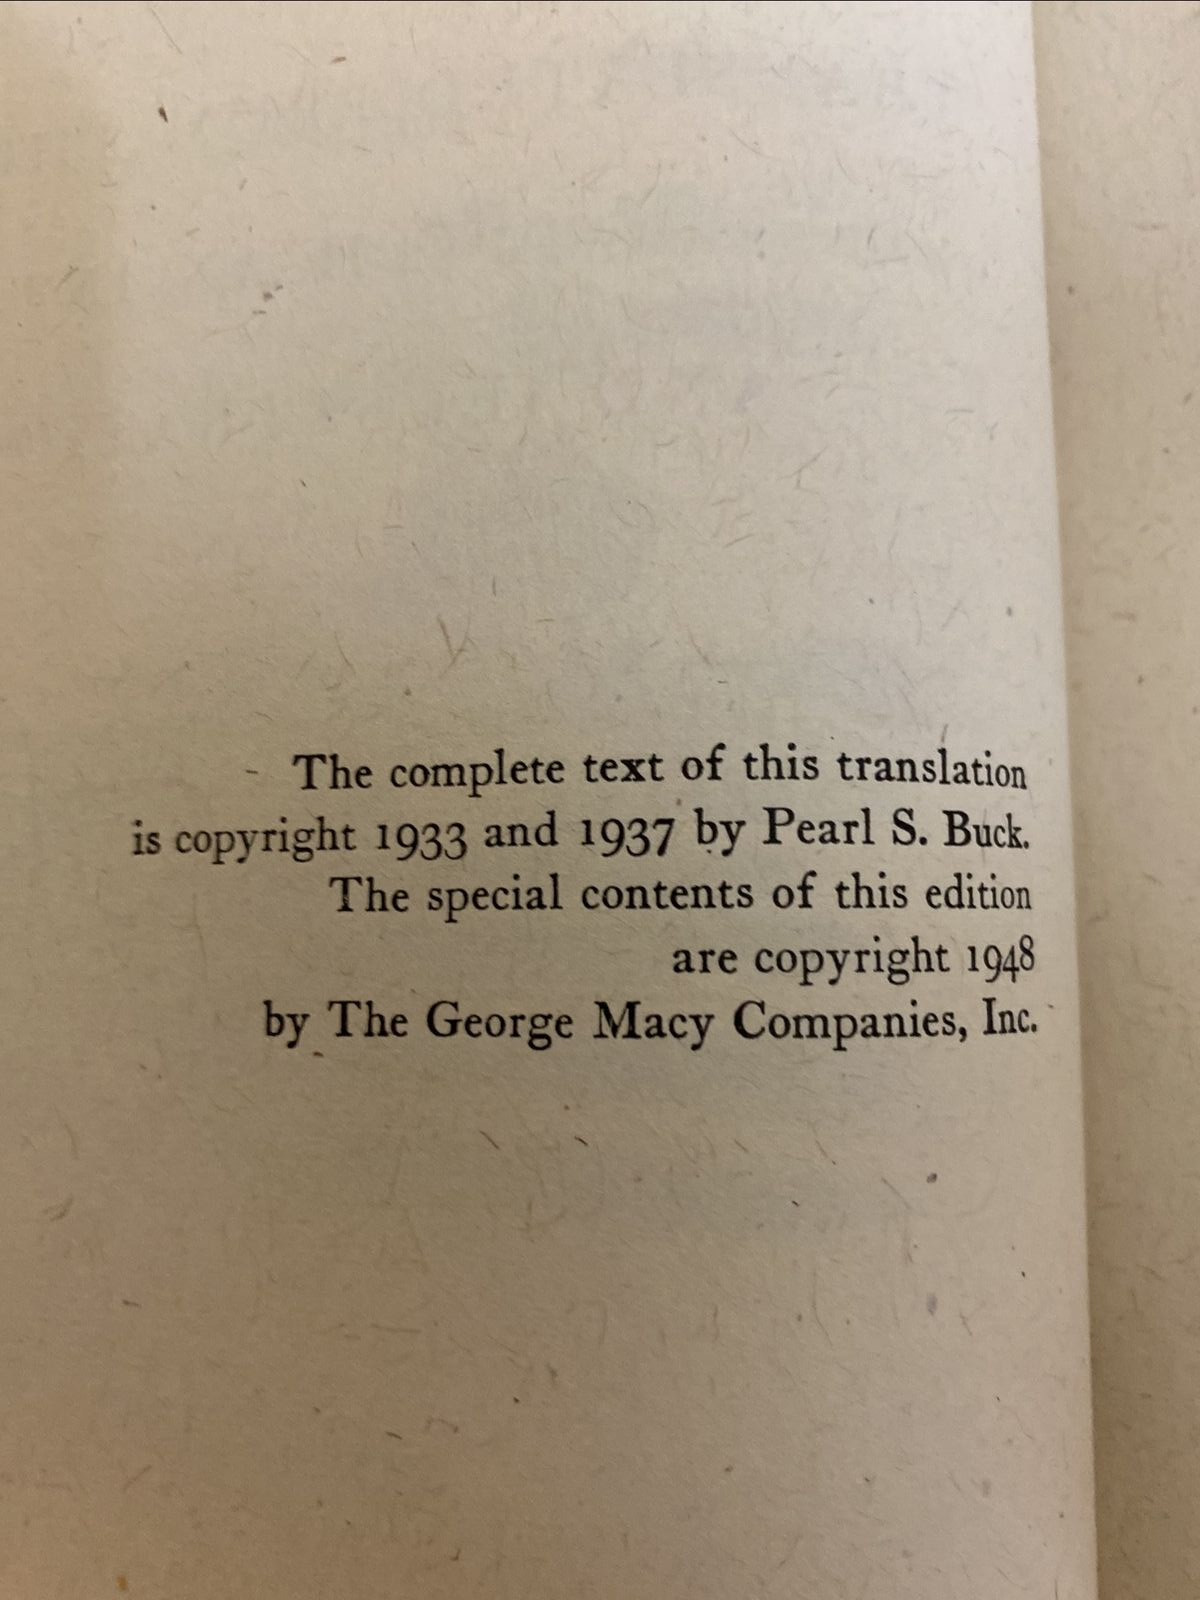 The complete text of this translation
is copyright 1933 and 1937 by Pearl S. Buck.
The special contents of this edition
are copyright 1948
by The George Macy Companies, Inc.